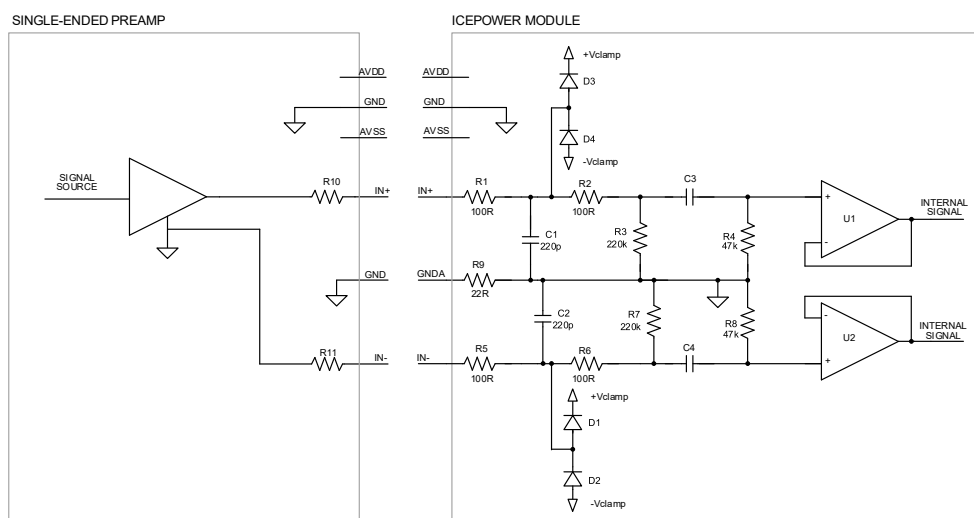 SINGLE-ENDED PREAMP
ICEPOWER MODULE
+Vclamp
AVDD
AVDD
D3
GND
GND
AVSS
AVSS
D4
-Vclamp
SIGNAL
SOURCE
R10
IN+
IN+
R1
100R
R2
100R
C3
+
U1
-
INTERNAL
SIGNAL
C1
220p
R3
220k
R4
47k
GND
GNDA
R9
22R
C2
220p
R7
220k
R8
47k
-
U2
+
INTERNAL
SIGNAL
R11
IN-
IN-
R5
100R
R6
100R
C4
+Vclamp
D1
D2
-Vclamp